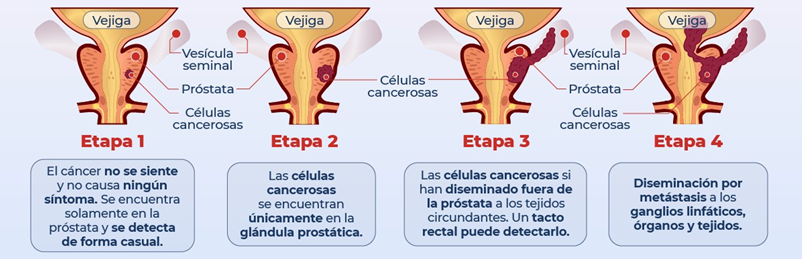 Vejiga
Vejiga
Vejiga
Vejiga
Vesícula
seminal
Próstata
Células
cancerosas
Células
cancerosas
Vesícula
seminal
Próstata
Células
cancerosas
Etapa 1
Etapa 2
Etapa 3
Etapa 4
El cáncer no se siente
y no causa ningún
síntoma. Se encuentra
solamente en la
próstata y se detecta
de forma casual.
Las células
cancerosas
se encuentran
únicamente en la
glándula prostática.
Las células cancerosas si
han diseminado fuera de
la próstata a los tejidos
circundantes. Un tacto
rectal puede detectarlo.
Diseminación por
metástasis a los
ganglios linfáticos,
órganos y tejidos.